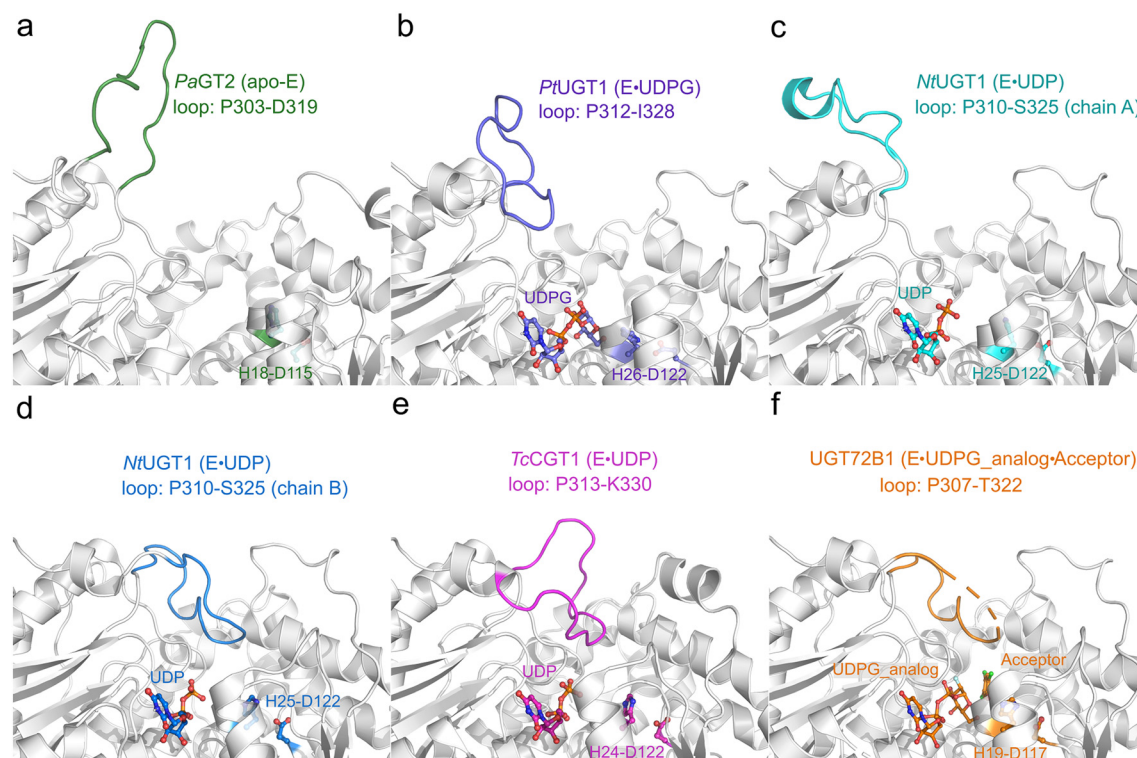 a
PaGT2 (apo-E)
loop: P303-D319
H18-D115
b
PtUGT1 (E•UDPG)
loop: P312-I328
UDPG
H26-D122
c
NtUGT1 (E•UDP)
loop: P310-S325 (chain A)
UDP
H25-D122
d
NtUGT1 (E•UDP)
loop: P310-S325 (chain B)
UDP
H25-D122
e
TcCGT1 (E•UDP)
loop: P313-K330
UDP
H24-D122
f
UGT72B1 (E•UDPG_analog•Acceptor)
loop: P307-T322
Acceptor
UDPG_analog
H19-D117